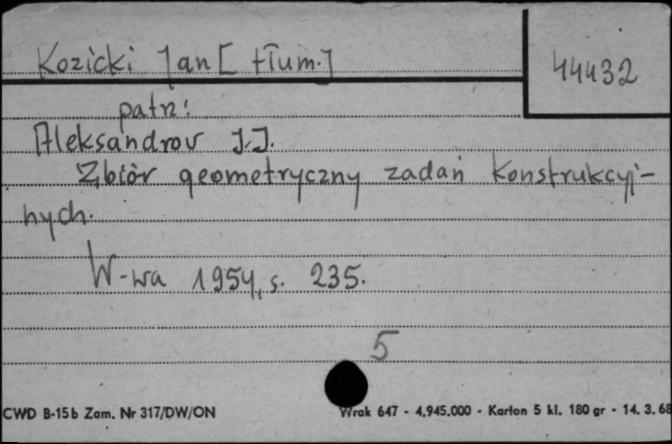 Kozicki Jan [tłum.]
44432
patrz:
Aleksandrov I.I.
Zbiór geometryczny zadań konstrukcyj-
nych.
W-wa 1954, s. 235.
5
CWD B-15b Zam. Nr 317/DW/ON
Wrak 647 - 4.945.000 - Karton 5 kl. 180 gr - 14. 3. 68